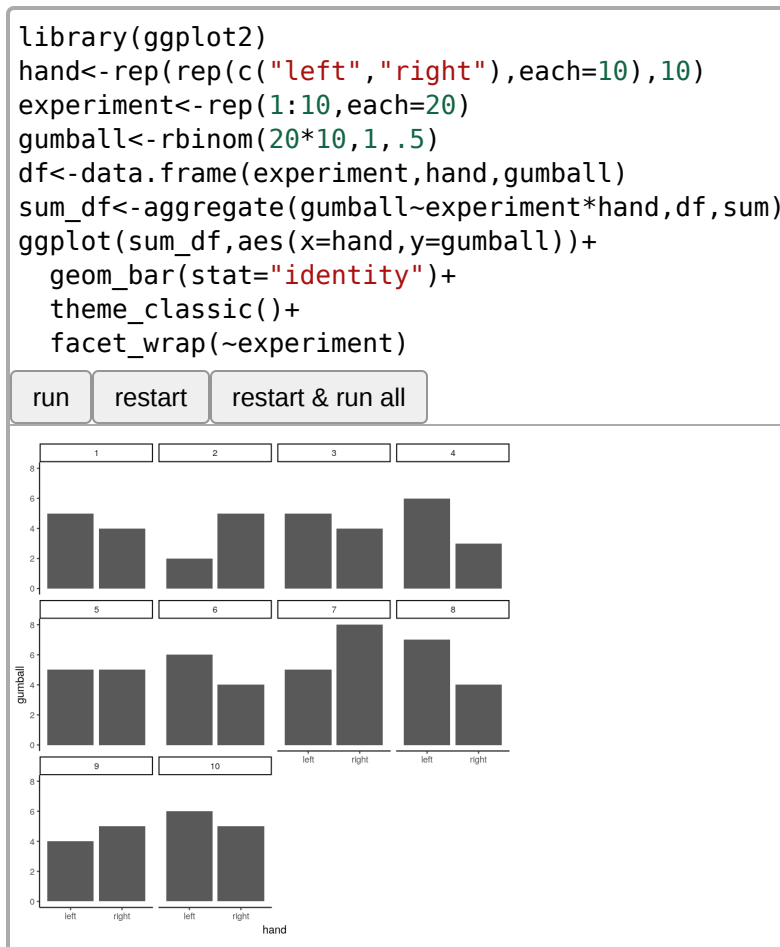 library(ggplot2)
hand<-rep(rep(c("left","right"),each=10),10)
experiment<-rep(1:10,each=20)
gumball<-rbinom(20*10,1,.5)
df<-data.frame(experiment,hand,gumball)
sum_df<-aggregate(gumball~experiment*hand,df,sum)
ggplot(sum_df,aes(x=hand,y=gumball))+
  geom_bar(stat="identity")+
  theme_classic()+
  facet_wrap(~experiment)
run restart restart & run all
1 2 3 4
8
6
4
2
0
5 6 7 8
8
6
4
2
0
gumball
left right left right
9 10
8
6
4
2
0
left right left right
hand